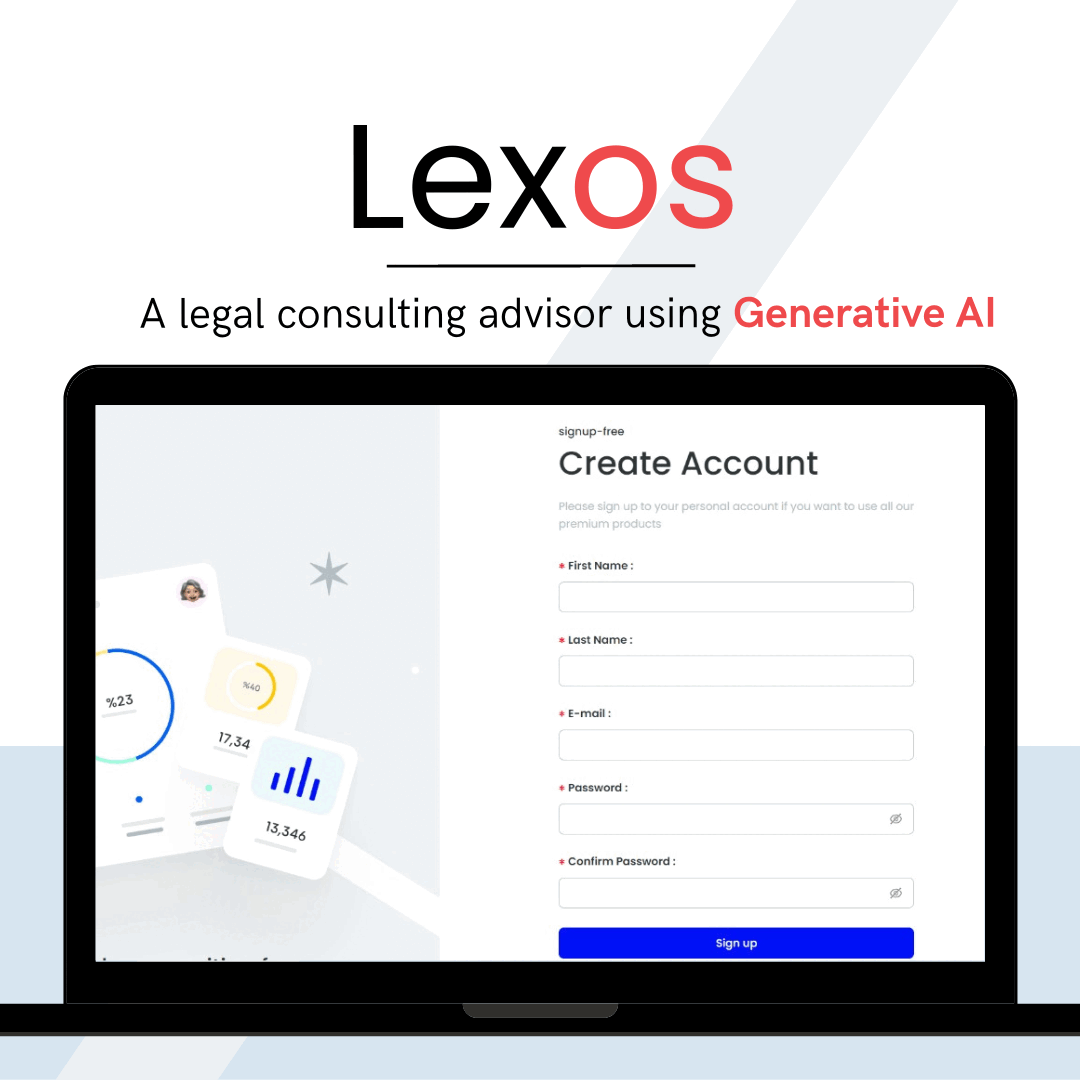 Lexos
A legal consulting advisor using Generative AI
signup-free
Create Account
Please sign up to your personal account if you want to use all our
premium products
* First Name :
* Last Name :
* E-mail :
* Password :
* Confirm Password :
Sign up
%23
%40
17,34
13,346